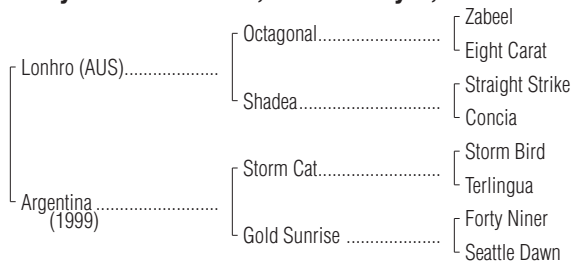 Zabeel
Octagonal
Eight Carat
Lonhro (AUS)
Straight Strike
Shadea
Concia
Storm Bird
Storm Cat
Terlingua
Argentina
(1999)
Forty Niner
Gold Sunrise
Seattle Dawn